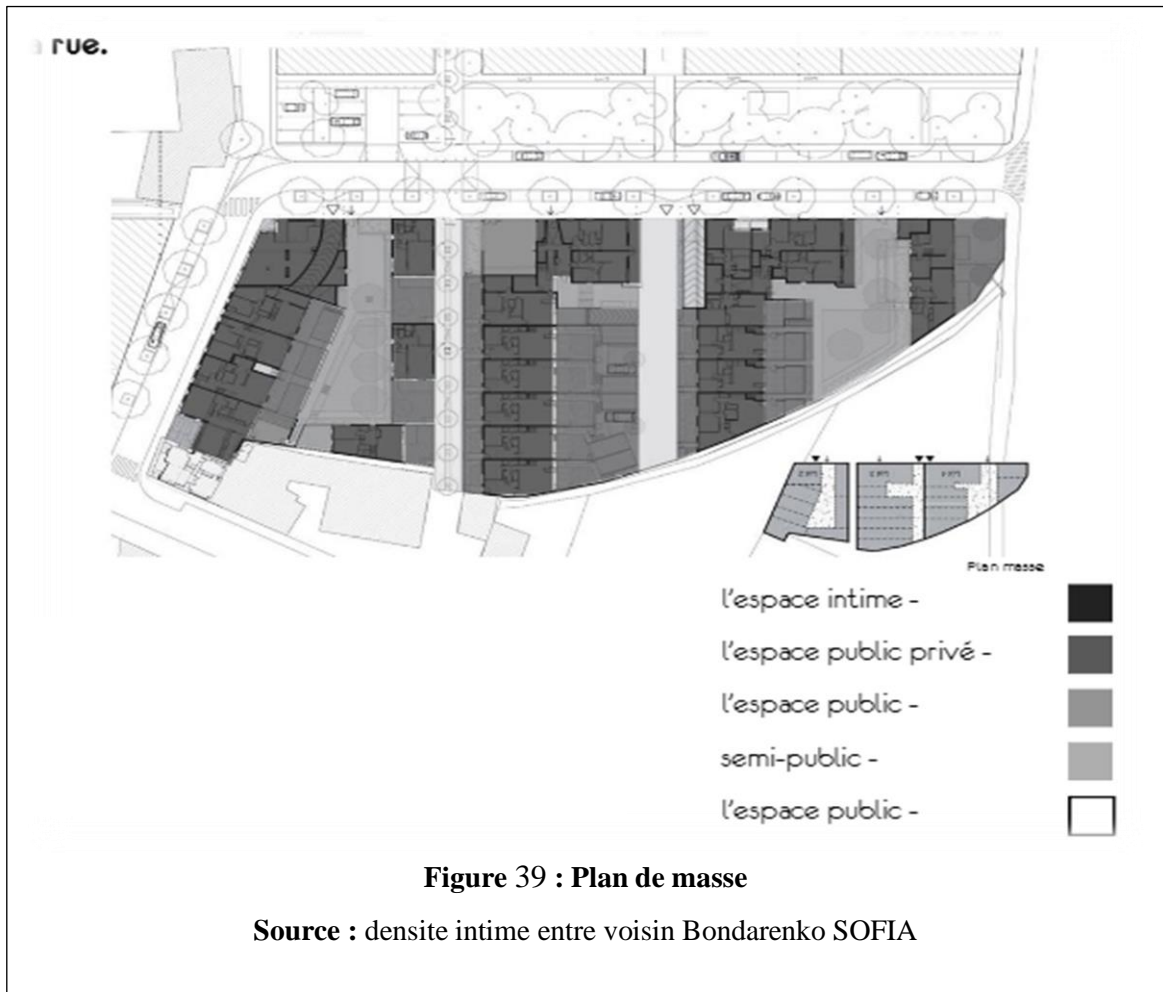 rue.
Plan masse
l'espace intime -
l'espace public privé -
l'espace public -
semi-public -
l'espace public -
Figure 39 : Plan de masse
Source : densite intime entre voisin Bondarenko SOFIA